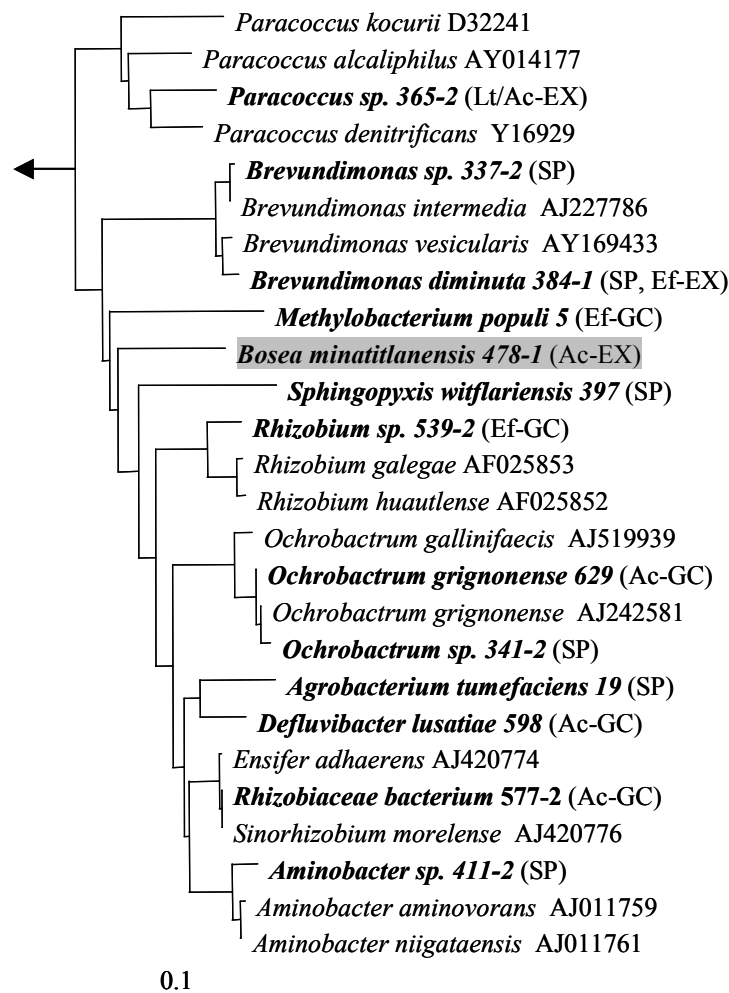 Paracoccus kocurii D32241
Paracoccus alcaliphilus AY014177
Paracoccus sp. 365-2 (Lt/Ac-EX)
Paracoccus denitrificans Y16929
Brevundimonas sp. 337-2 (SP)
Brevundimonas intermedia AJ227786
Brevundimonas vesicularis AY169433
Brevundimonas diminuta 384-1 (SP, Ef-EX)
Methylobacterium populi 5 (Ef-GC)
Bosea minatitlanensis 478-1 (Ac-EX)
Sphingopyxis witflariensis 397 (SP)
Rhizobium sp. 539-2 (Ef-GC)
Rhizobium galegae AF025853
Rhizobium huautlense AF025852
Ochrobactrum gallinifaecis AJ519939
Ochrobactrum grignonense 629 (Ac-GC)
Ochrobactrum grignonense AJ242581
Ochrobactrum sp. 341-2 (SP)
Agrobacterium tumefaciens 19 (SP)
Defluvibacter lusatiae 598 (Ac-GC)
Ensifer adhaerens AJ420774
Rhizobiaceae bacterium 577-2 (Ac-GC)
Sinorhizobium morelense AJ420776
Aminobacter sp. 411-2 (SP)
Aminobacter aminovorans AJ011759
Aminobacter niigataensis AJ011761
0.1